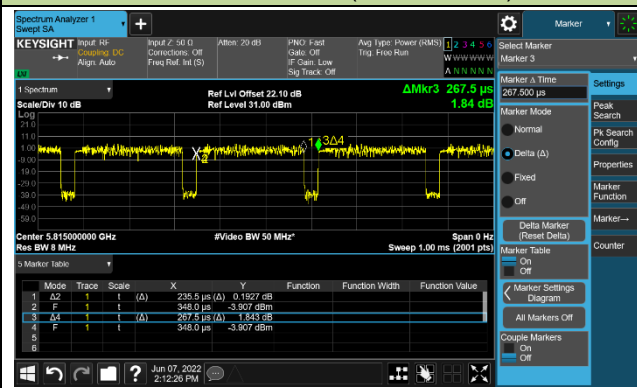 Spectrum Analyzer 1
Swept SA
Marker
KEYSIGHT Input: RF
Coupling: DC
Align: Auto
Input Z: 50 Ω
Corrections: Off
Freq Ref: Int (S)
Atten: 20 dB
PNO: Fast
Gate: Off
IF Gain: Low
Sig Track: Off
Avg Type: Power (RMS)
Trig: Free Run
1 2 3 4 5 6
W W W W W W
A N N N N N
Select Marker
Marker 3
1 Spectrum
Scale/Div 10 dB
Ref Lvl Offset 22.10 dB
Ref Level 31.00 dBm
ΔMkr3 267.5 µs
1.84 dB
Log
21.0
11.0
1.00
-9.00
-19.0
-29.0
-39.0
-49.0
-59.0
X2
1
3Δ4
Center 5.815000000 GHz
Res BW 8 MHz
#Video BW 50 MHz*
Span 0 Hz
Sweep 1.00 ms (2001 pts)
5 Marker Table
Mode Trace Scale X Y Function Function Width Function Value
1 Δ2 1 t (Δ) 235.5 µs (Δ) 0.1927 dB
2 F 1 t 348.0 µs -3.907 dBm
3 Δ4 1 t (Δ) 267.5 µs (Δ) 1.843 dB
4 F 1 t 348.0 µs -3.907 dBm
5
6
Marker Δ Time
267.500 µs
Marker Mode
Normal
Delta (Δ)
Fixed
Off
Delta Marker
(Reset Delta)
Marker Table
On
Off
Marker Settings
Diagram
All Markers Off
Couple Markers
On
Off
Settings
Peak
Search
Pk Search
Config
Properties
Marker
Function
Marker→
Counter
?
Jun 07, 2022
2:12:26 PM